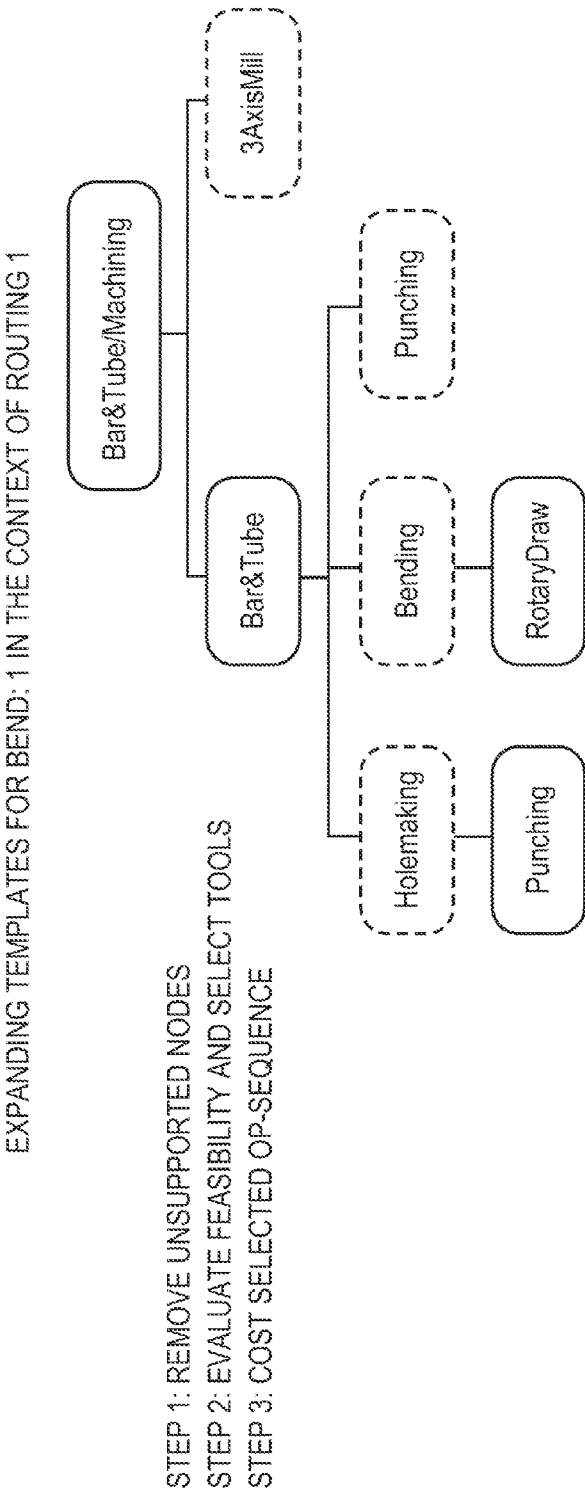 EXPANDING TEMPLATES FOR BEND: 1 IN THE CONTEXT OF ROUTING 1
Bar&Tube/Machining
Bar&Tube
3AxisMill
Holemaking
Bending
Punching
Punching
RotaryDraw
STEP 1: REMOVE UNSUPPORTED NODES
STEP 2: EVALUATE FEASIBILITY AND SELECT TOOLS
STEP 3: COST SELECTED OP-SEQUENCE